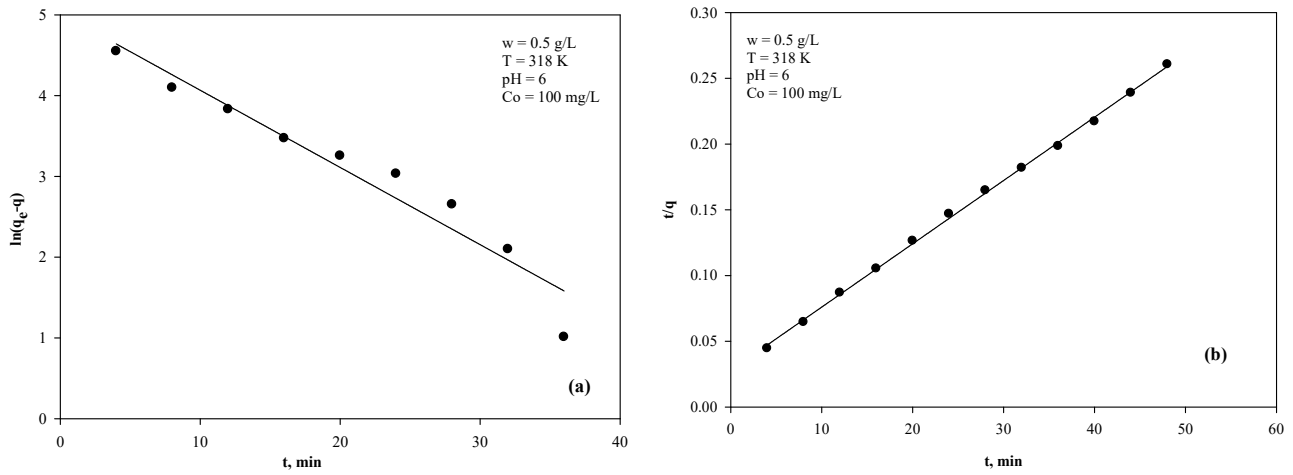 5
4
3
2
1
0
ln(qe-q)
w = 0.5 g/L
T = 318 K
pH = 6
Co = 100 mg/L
(a)
0 10 20 30 40
t, min
0.30
0.25
0.20
0.15
0.10
0.05
0.00
t/q
w = 0.5 g/L
T = 318 K
pH = 6
Co = 100 mg/L
(b)
0 10 20 30 40 50 60
t, min